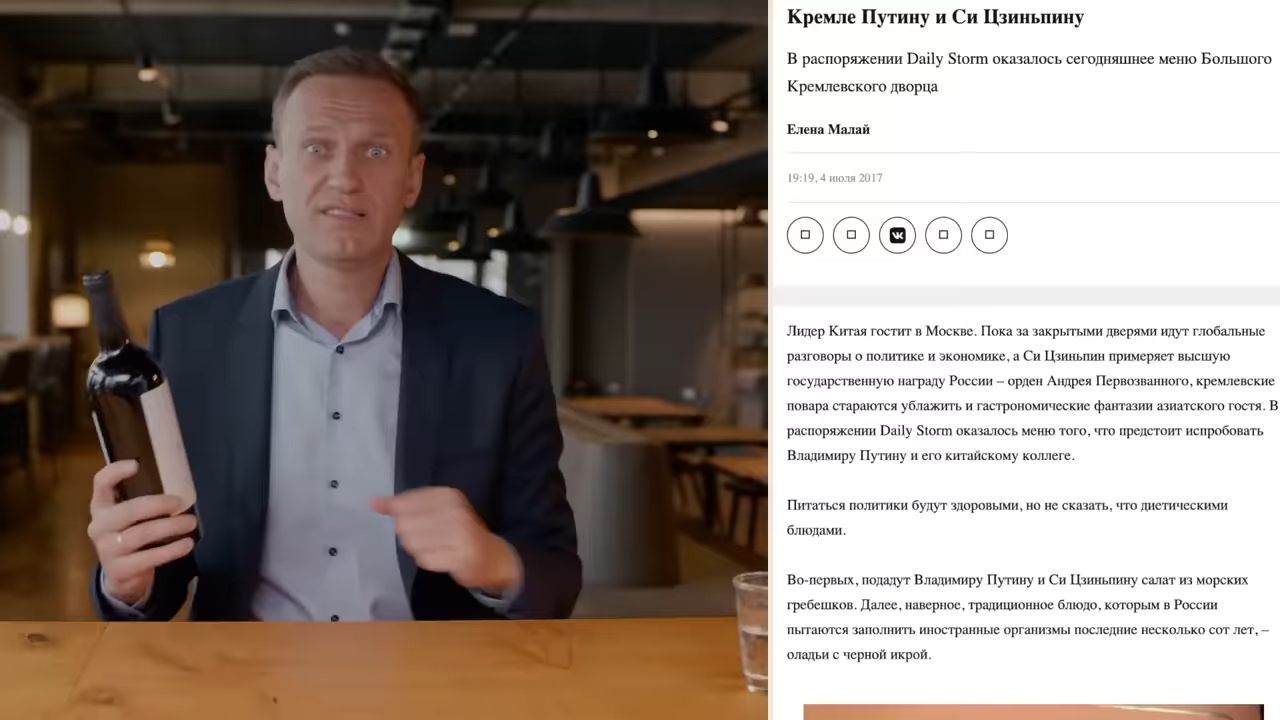 Кремле Путину и Си Цзиньпину
В распоряжении Daily Storm оказалось сегодняшнее меню Большого
Кремлевского дворца
Елена Малай
19:19, 4 июля 2017
Лидер Китая гостит в Москве. Пока за закрытыми дверями идут глобальные
разговоры о политике и экономике, а Си Цзиньпин примеряет высшую
государственную награду России – орден Андрея Первозванного, кремлевские
повара стараются ублажить и гастрономические фантазии азиатского гостя. В
распоряжении Daily Storm оказалось меню того, что предстоит испробовать
Владимиру Путину и его китайскому коллеге.
Питаться политики будут здоровыми, но не сказать, что диетическими
блюдами.
Во-первых, подадут Владимиру Путину и Си Цзиньпину салат из морских
гребешков. Далее, наверное, традиционное блюдо, которым в России
пытаются заполнить иностранные организмы последние несколько сот лет, –
оладьи с черной икрой.